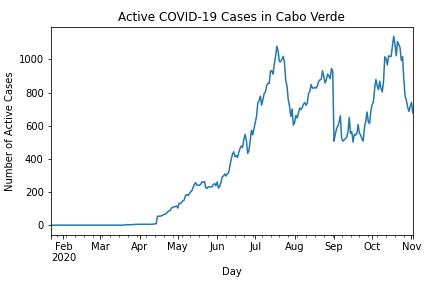 Active COVID-19 Cases in Cabo Verde
Number of Active Cases
1000
800
600
400
200
0
Feb Mar Apr May Jun Jul Aug Sep Oct Nov
2020
Day